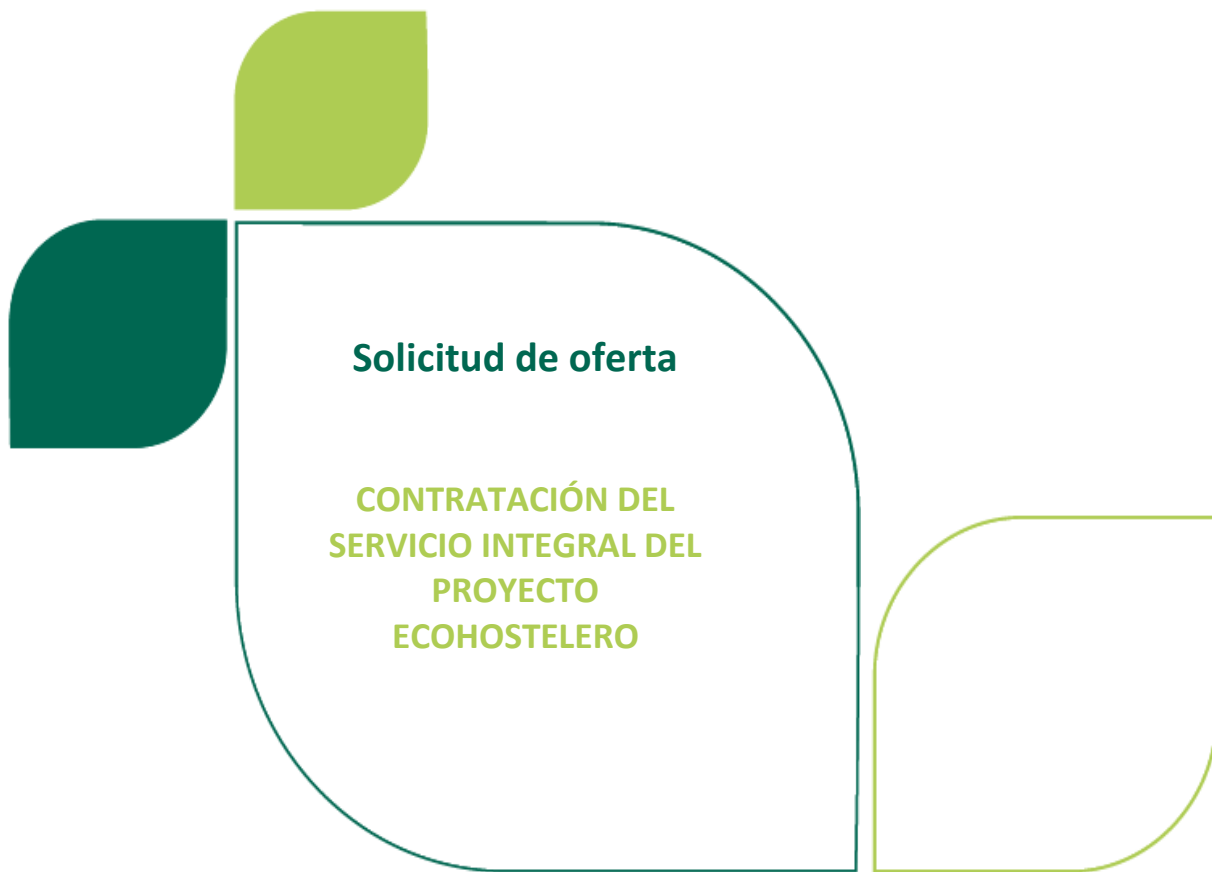 Solicitud de oferta
CONTRATACIÓN DEL
SERVICIO INTEGRAL DEL
PROYECTO
ECOHOSTELERO